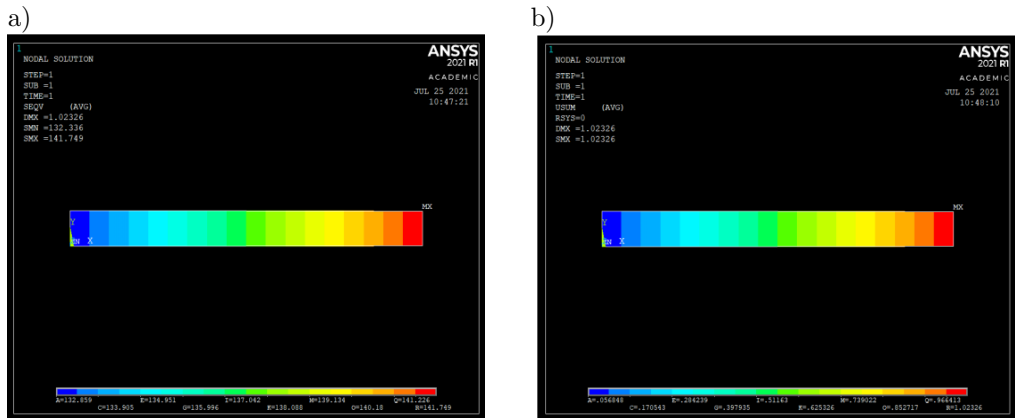 a)
1
NODAL SOLUTION
STEP=1
SUB =1
TIME=1
SEQV (AVG)
DMX =1.02326
SMN =132.336
SMX =141.749
ANSYS
2021 R1
ACADEMIC
JUL 25 2021
10:47:21
MX
Y
MN X
A=132.859 E=134.951 I=137.042 M=139.134 Q=141.226
C=133.905 G=135.996 K=138.088 O=140.18 R=141.749
b)
1
NODAL SOLUTION
STEP=1
SUB =1
TIME=1
USUM (AVG)
RSYS=0
DMX =1.02326
SMX =1.02326
ANSYS
2021 R1
ACADEMIC
JUL 25 2021
10:48:10
MX
Y
MN X
A=.056848 E=.284239 I=.51163 M=.739022 Q=.966413
C=.170543 G=.397935 K=.625326 O=.852717 R=1.02326